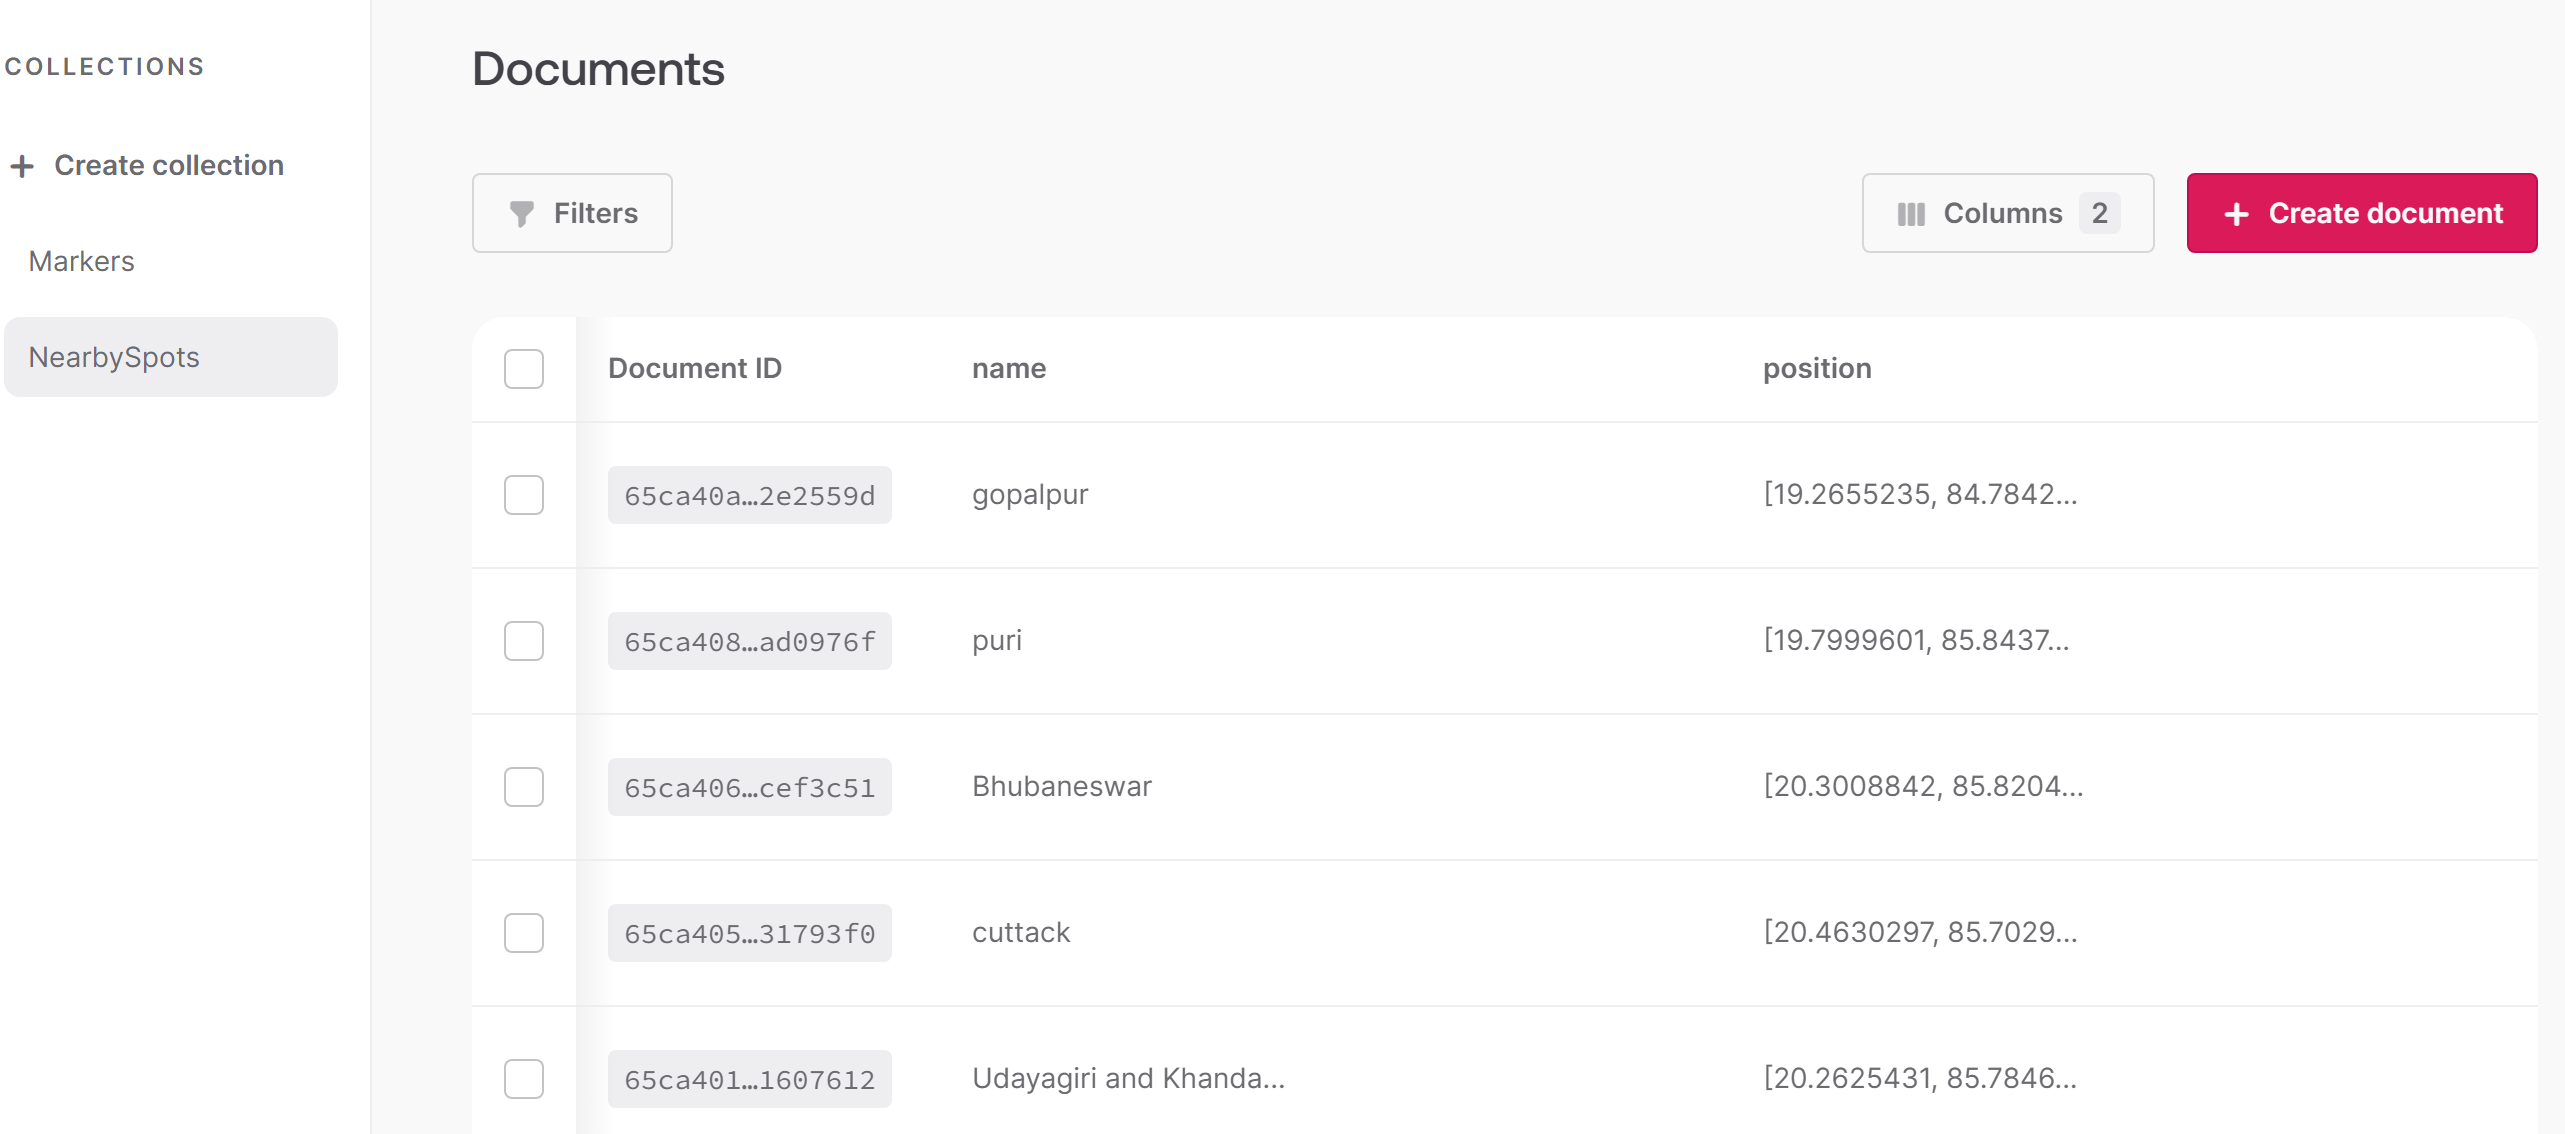 COLLECTIONS
+ Create collection
Markers
NearbySpots
Documents
Filters
Columns 2
+ Create document
Document ID name position
65ca40a…2e2559d gopalpur [19.2655235, 84.7842...
65ca408…ad0976f puri [19.7999601, 85.8437...
65ca406…cef3c51 Bhubaneswar [20.3008842, 85.8204...
65ca405…31793f0 cuttack [20.4630297, 85.7029...
65ca401…1607612 Udayagiri and Khanda... [20.2625431, 85.7846...